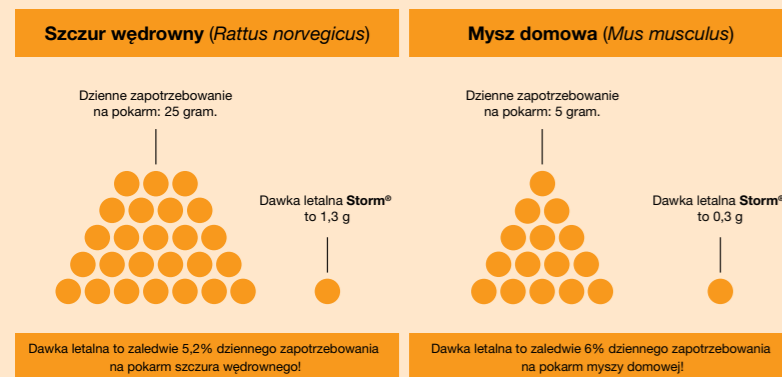 Szczur wędrowny (Rattus norvegicus)
Dzienne zapotrzebowanie
na pokarm: 25 gram.
Dawka letalna Storm®
to 1,3 g
Dawka letalna to zaledwie 5,2% dziennego zapotrzebowania
na pokarm szczura wędrownego!
Mysz domowa (Mus musculus)
Dzienne zapotrzebowanie
na pokarm: 5 gram.
Dawka letalna Storm®
to 0,3 g
Dawka letalna to zaledwie 6% dziennego zapotrzebowania
na pokarm myszy domowej!